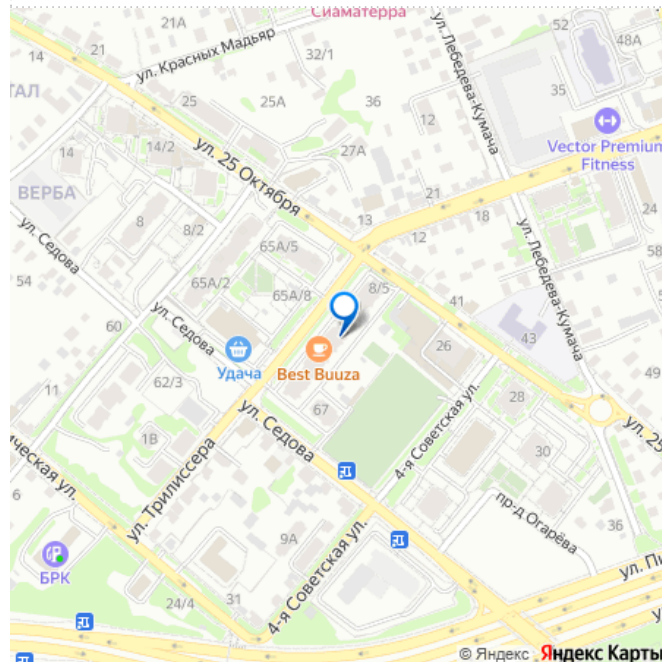 Сиаматерра
21
52
14
21
ул. Красных Мадьяр
32/1
48А
ТАЛ
25
25А
36
35
ул. Лебедева-Кумача
12
Vector Premium
Fitness
14/2
27А
14
ул. 25 Октября
ВЕРБА
21
18
24
8
13
12
8/2
65А/5
ул. Седова
54
65А/2
65А/8
8/5
41
ул. Лебедева-Кумача
58
60
ул. Седова
26
43
Удача
Best Buuza
49
11
62/3
28
67
ул. Седова
1В
30
ул. 25
ическая ул.
ул. Трилиссера
4-я Советская ул.
6
пр-д Огарёва
36
9А
БРК
24/4
31
4-я Советская ул.
ул. Пи
© Яндекс
Яндекс Карты